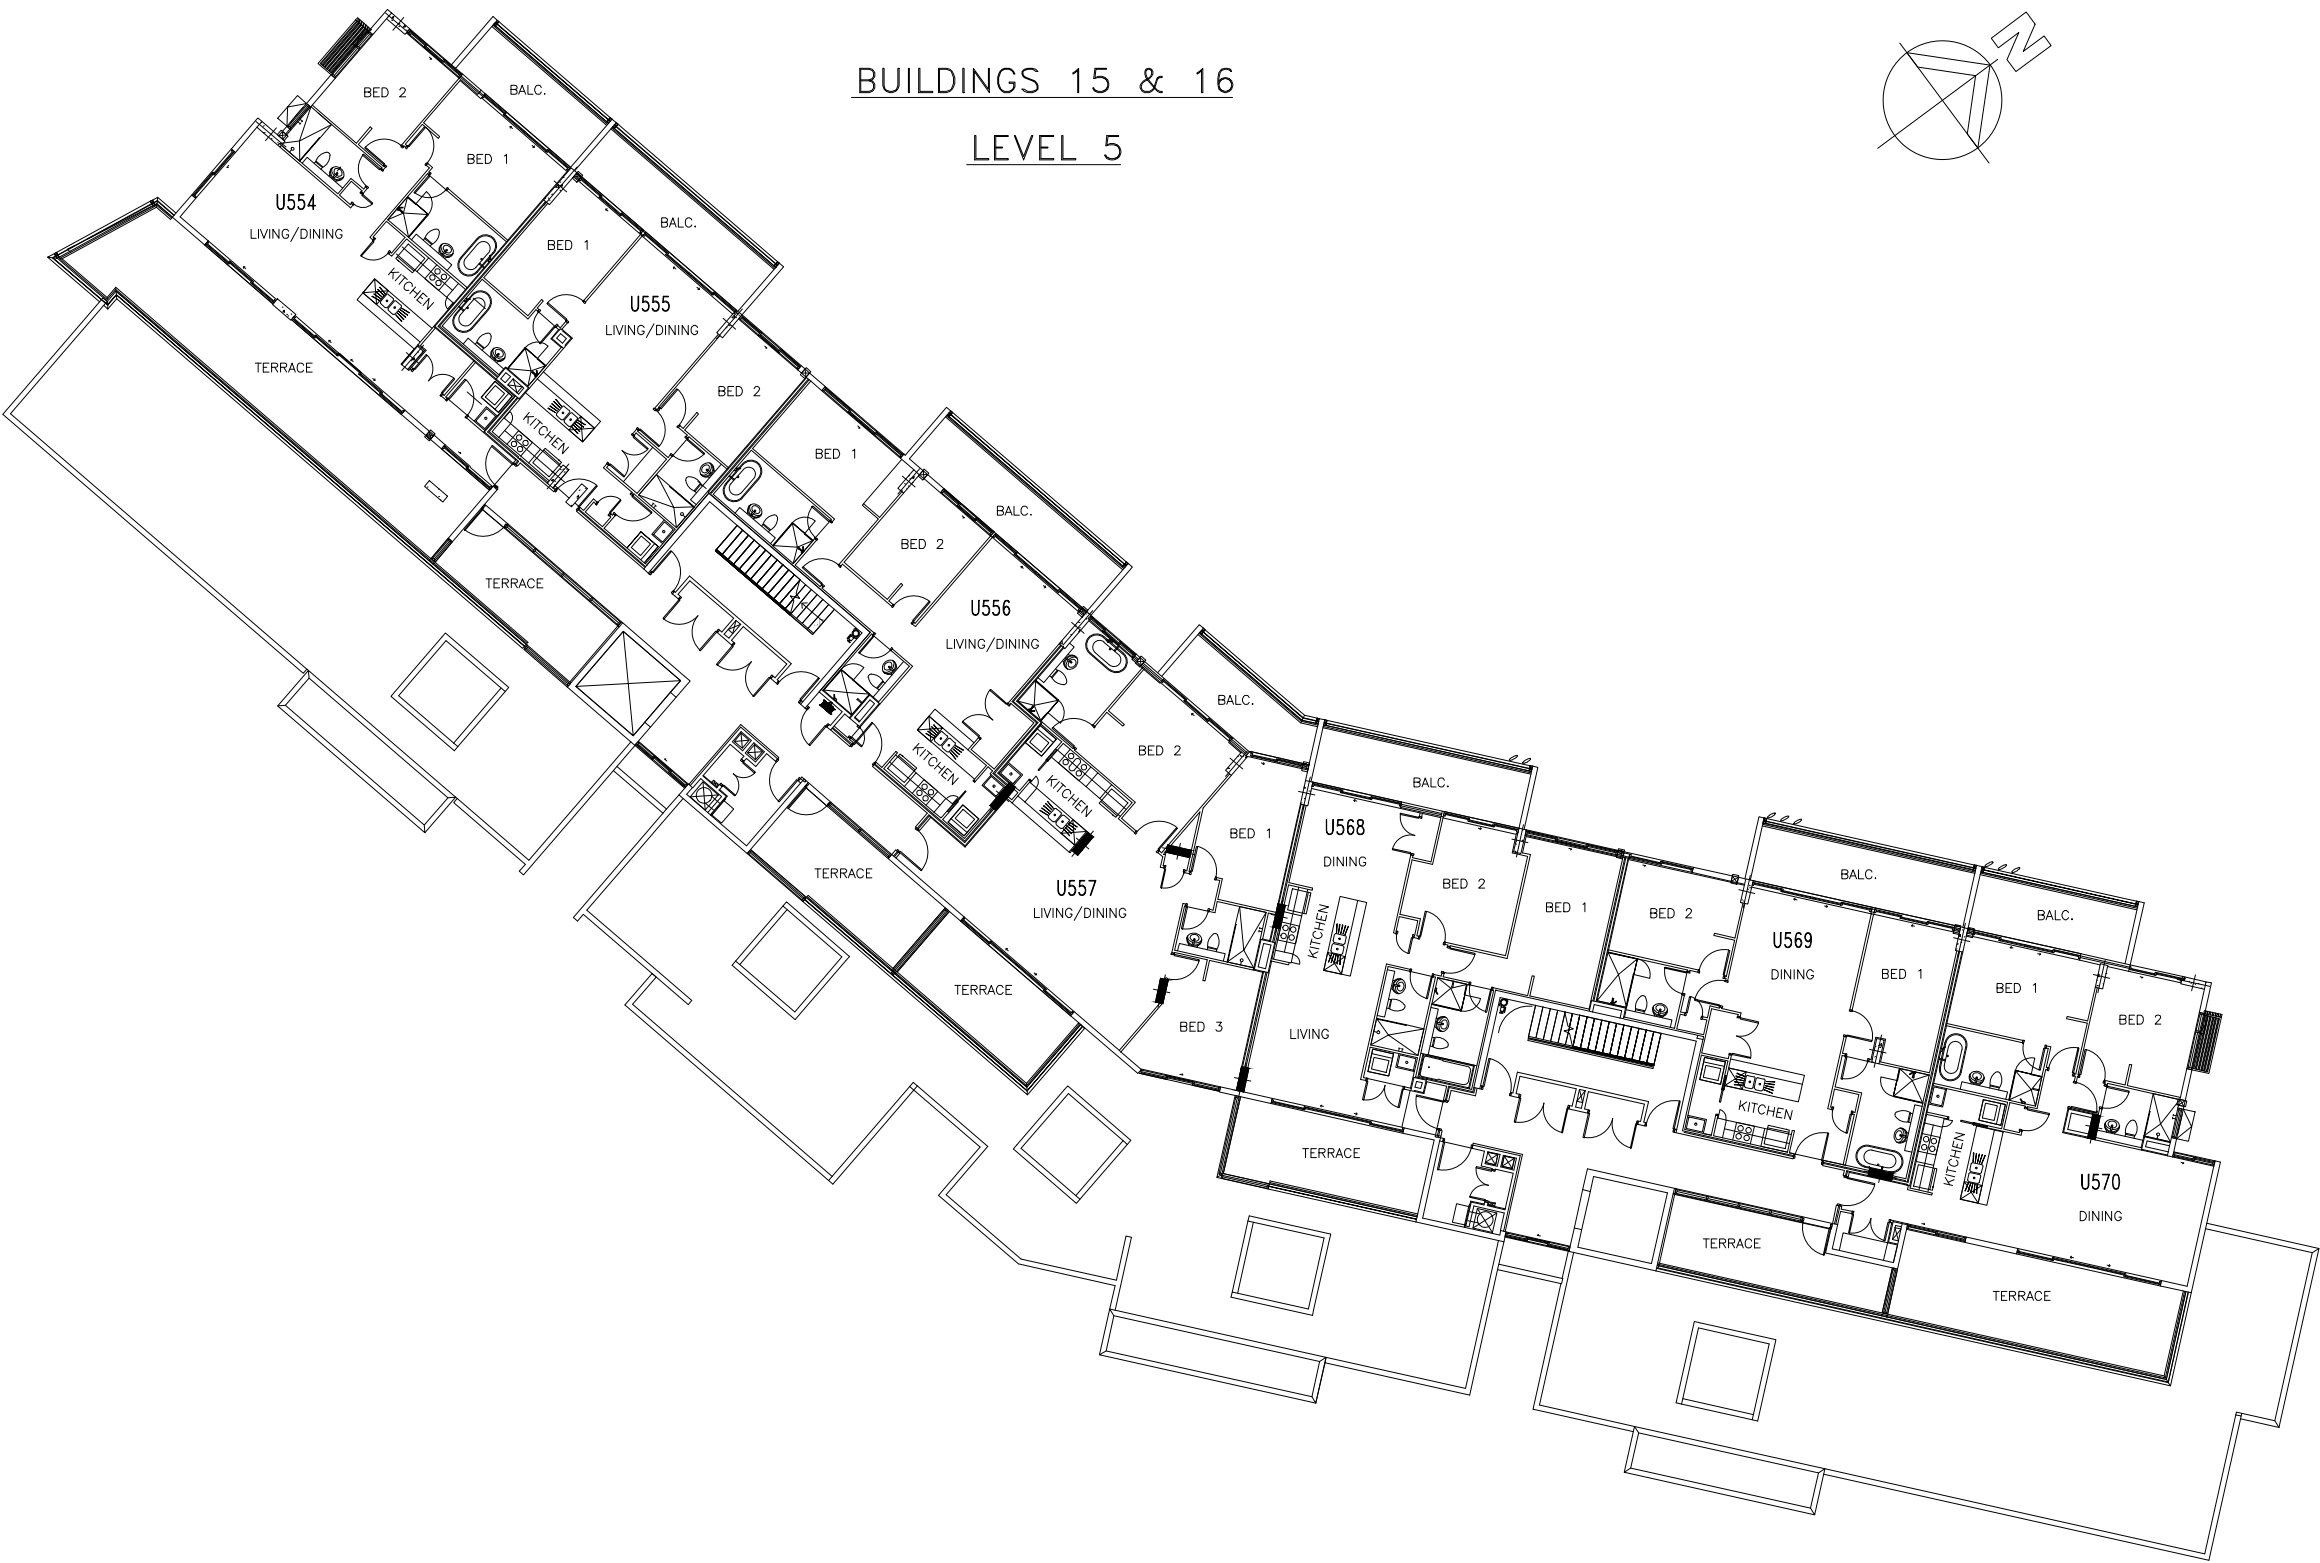 BUILDINGS 15 & 16
LEVEL 5
N
BED 2
BALC.
BED 1
U554
LIVING/DINING
KITCHEN
TERRACE
BALC.
BED 1
U555
LIVING/DINING
BED 2
KITCHEN
TERRACE
BED 1
BALC.
BED 2
U556
LIVING/DINING
KITCHEN
TERRACE
BALC.
BED 2
KITCHEN
BED 1
U557
LIVING/DINING
TERRACE
BED 3
BALC.
U568
DINING
BED 2
BED 1
KITCHEN
LIVING
TERRACE
BALC.
BED 2
U569
DINING
BED 1
KITCHEN
TERRACE
BALC.
BED 1
BED 2
KITCHEN
U570
DINING
TERRACE